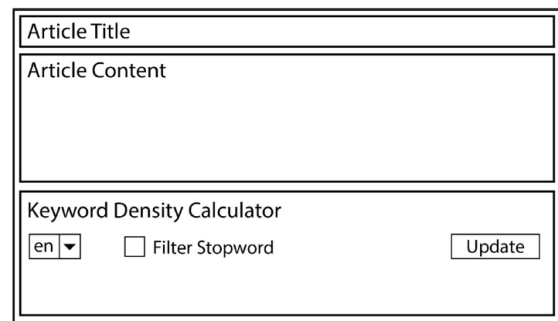 Article Title
Article Content
Keyword Density Calculator
en Filter Stopword Update